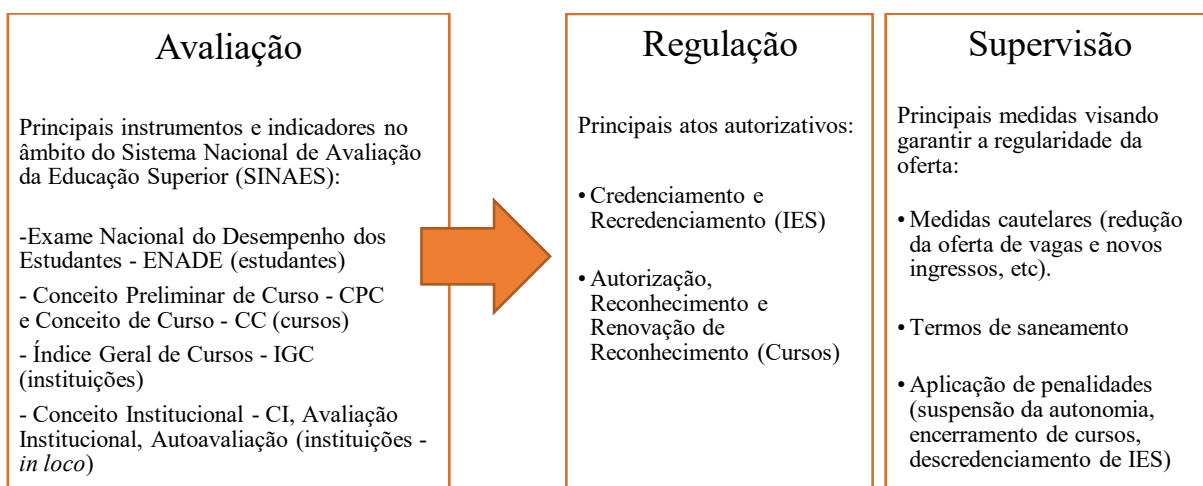 Avaliação
Principais instrumentos e indicadores no
âmbito do Sistema Nacional de Avaliação
da Educação Superior (SINAES):
-Exame Nacional do Desempenho dos
Estudantes - ENADE (estudantes)
- Conceito Preliminar de Curso - CPC
e Conceito de Curso - CC (cursos)
- Índice Geral de Cursos - IGC
(instituições)
- Conceito Institucional - CI, Avaliação
Institucional, Autoavaliação (instituições -
in loco)
Regulação
Principais atos autorizativos:
• Credenciamento e
Recredenciamento (IES)
• Autorização,
Reconhecimento e
Renovação de
Reconhecimento (Cursos)
Supervisão
Principais medidas visando
garantir a regularidade da
oferta:
• Medidas cautelares (redução
da oferta de vagas e novos
ingressos, etc).
• Termos de saneamento
• Aplicação de penalidades
(suspensão da autonomia,
encerramento de cursos,
descredenciamento de IES)